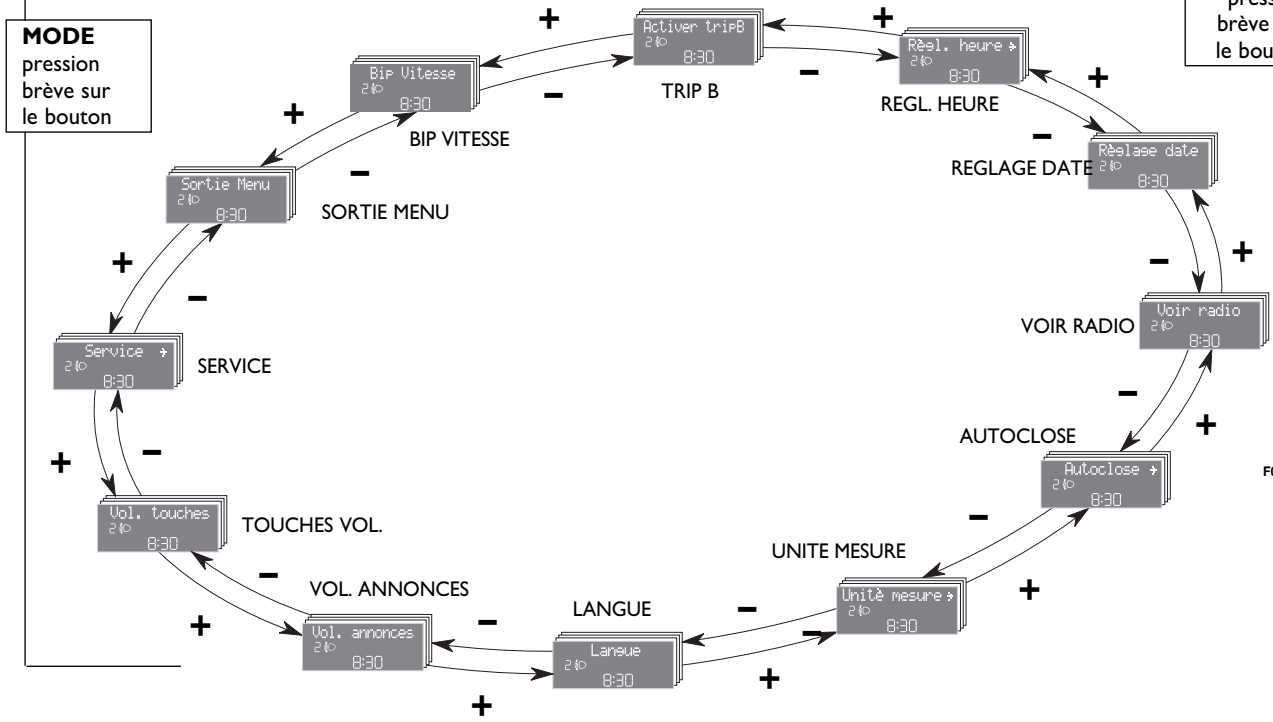 MODE
pression
brève sur
le bouton
brève
+
Activer tripB
8:30
TRIP B
+
−
Règl. heure
8:30
REGL. HEURE
Bip Vitesse
8:30
BIP VITESSE
−
+
−
+
−
Règlage date
8:30
REGLAGE DATE
Sortie Menu
8:30
SORTIE MENU
+
−
−
+
Service
8:30
SERVICE
Voir radio
8:30
VOIR RADIO
−
+
+
−
AUTOCLOSE
Autoclose
8:30
Vol. touches
8:30
TOUCHES VOL.
−
UNITE MESURE
Unitè mesure
8:30
+
−
+
VOL. ANNONCES
Vol. annonces
8:30
−
+
LANGUE
Langue
8:30
−
−
+